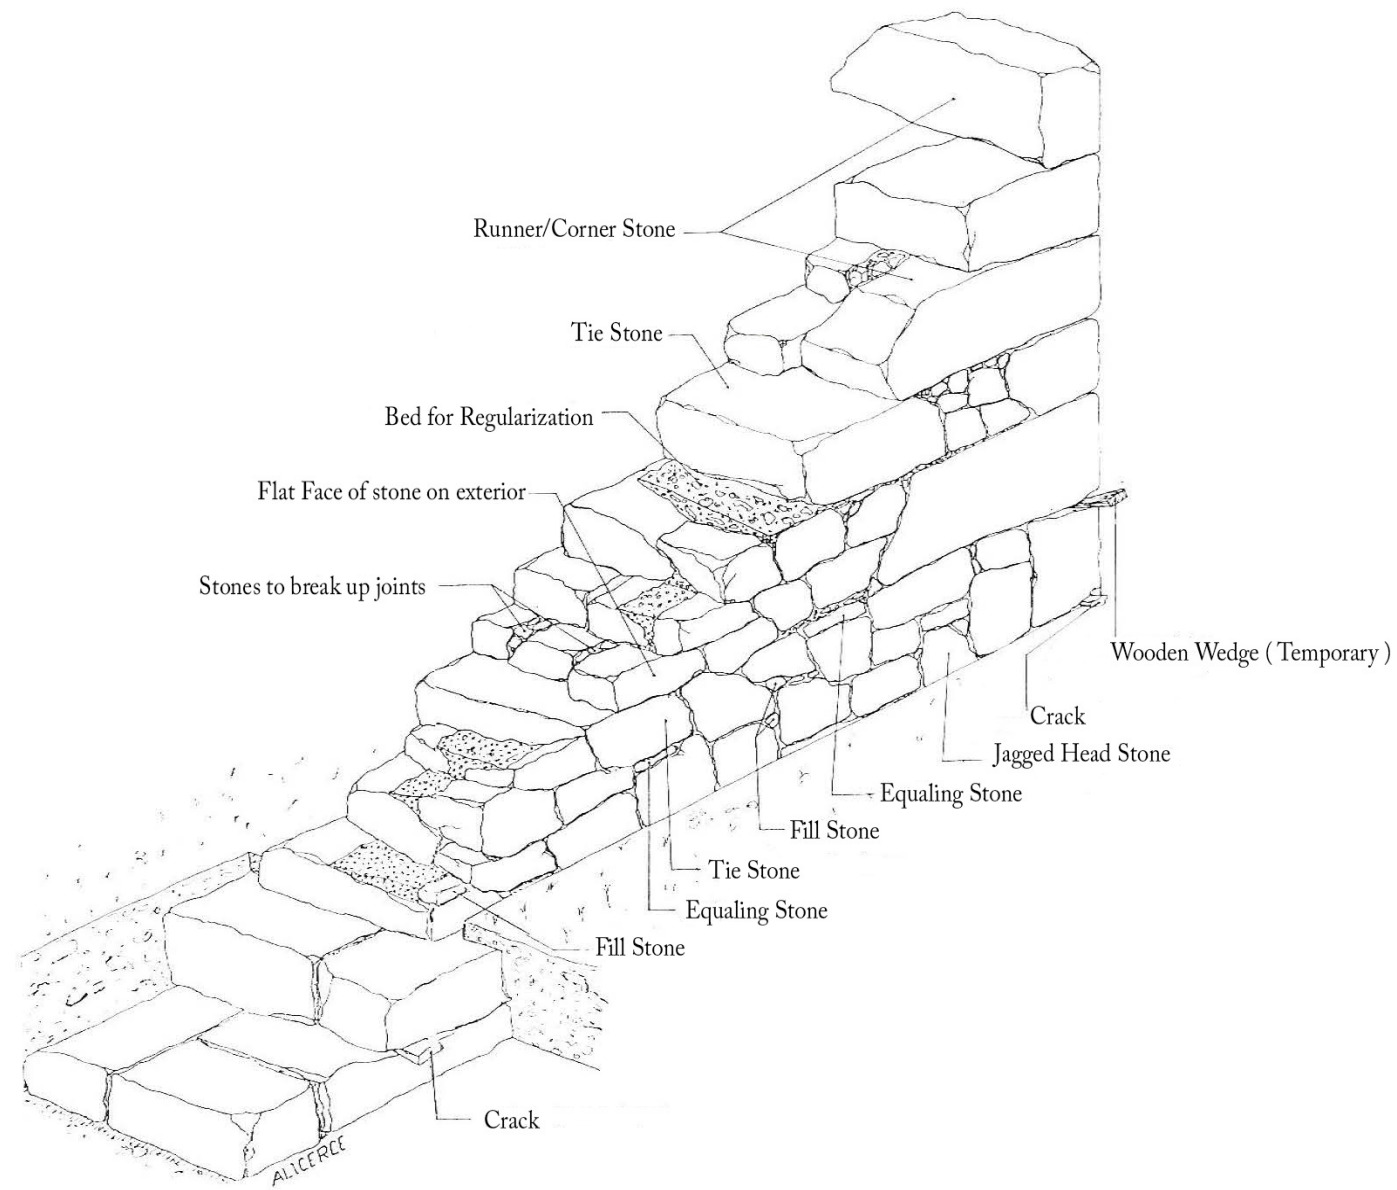 Runner/Corner Stone
Tie Stone
Bed for Regularization
Flat Face of stone on exterior
Stones to break up joints
Wooden Wedge ( Temporary )
Crack
Jagged Head Stone
Equaling Stone
Fill Stone
Tie Stone
Equaling Stone
Fill Stone
Crack
ALICERCE